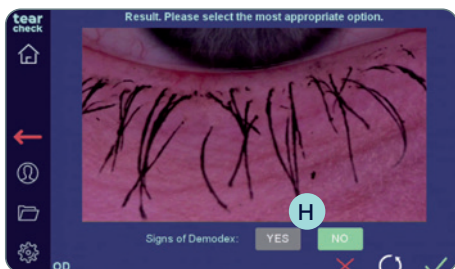 tear
check
Result. Please select the most appropriate option.
H
Signs of Demodex: YES NO
OD